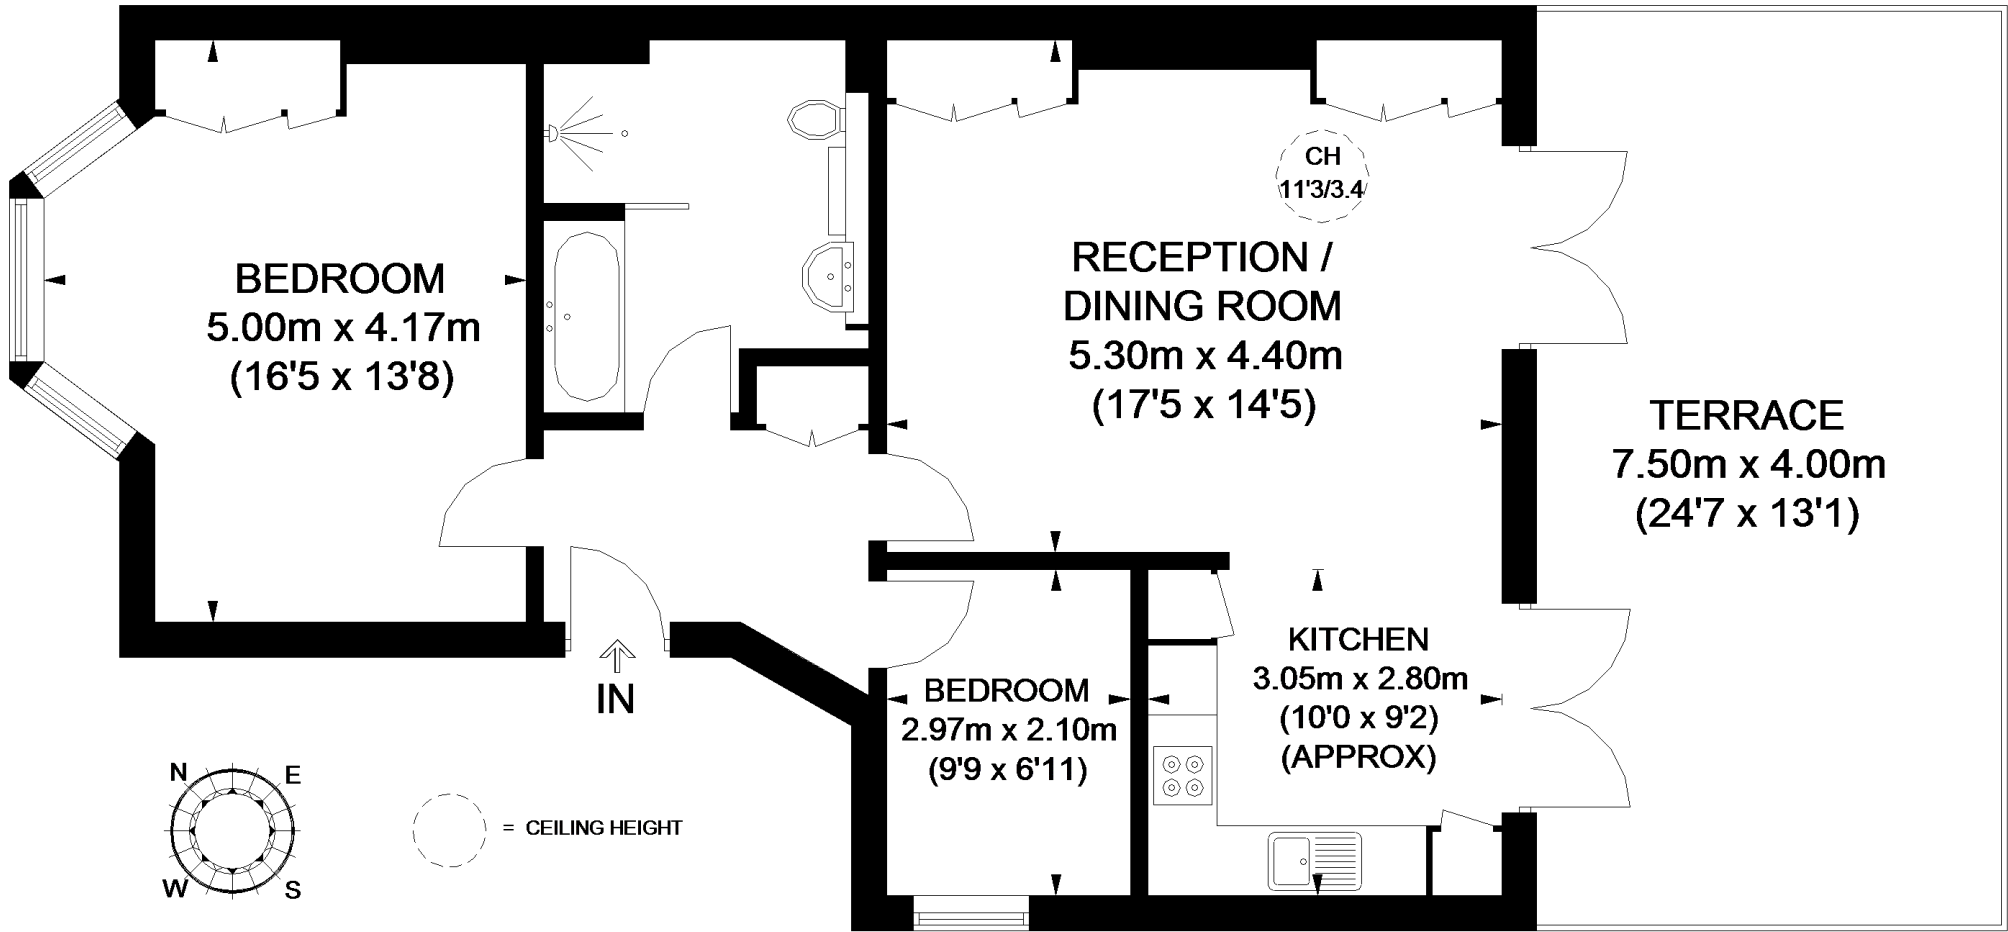 CH
11'3/3.4
BEDROOM
5.00m x 4.17m
(16'5 x 13'8)
RECEPTION /
DINING ROOM
5.30m x 4.40m
(17'5 x 14'5)
TERRACE
7.50m x 4.00m
(24'7 x 13'1)
IN
BEDROOM
2.97m x 2.10m
(9'9 x 6'11)
KITCHEN
3.05m x 2.80m
(10'0 x 9'2)
(APPROX)
N
E
W
S
= CEILING HEIGHT